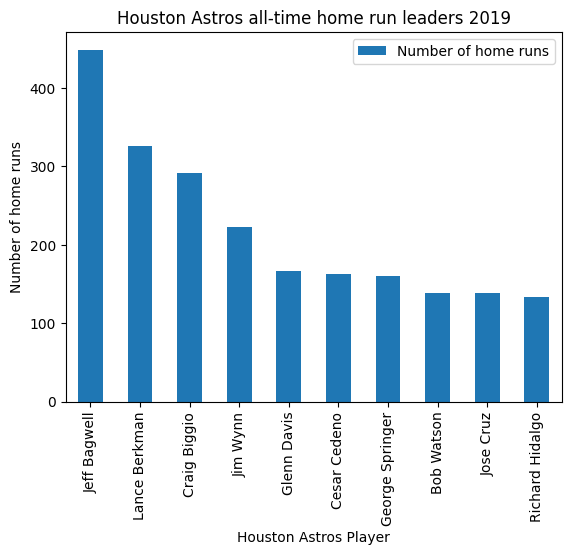 Houston Astros all-time home run leaders 2019
Number of home runs
Number of home runs
400
300
200
100
0
Jeff Bagwell
Lance Berkman
Craig Biggio
Jim Wynn
Glenn Davis
Cesar Cedeno
George Springer
Bob Watson
Jose Cruz
Richard Hidalgo
Houston Astros Player